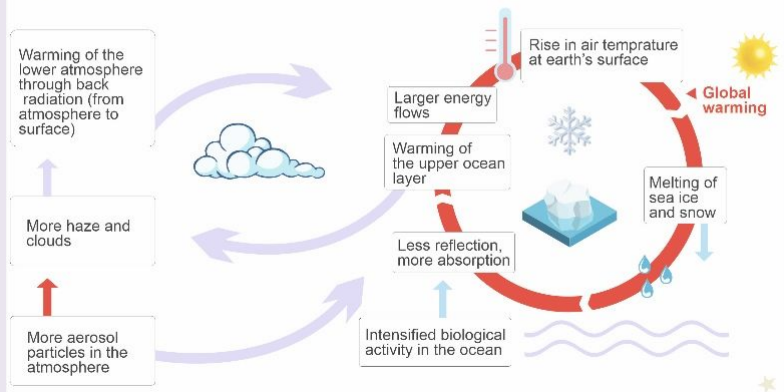 Warming of the
lower atmosphere
through back
radiation (from
atmosphere to
surface)
More haze and
clouds
More aerosol
particles in the
atmosphere
Rise in air temprature
at earth's surface
Global
warming
Larger energy
flows
Warming of
the upper ocean
layer
Melting of
sea ice
and snow
Less reflection,
more absorption
Intensified biological
activity in the ocean